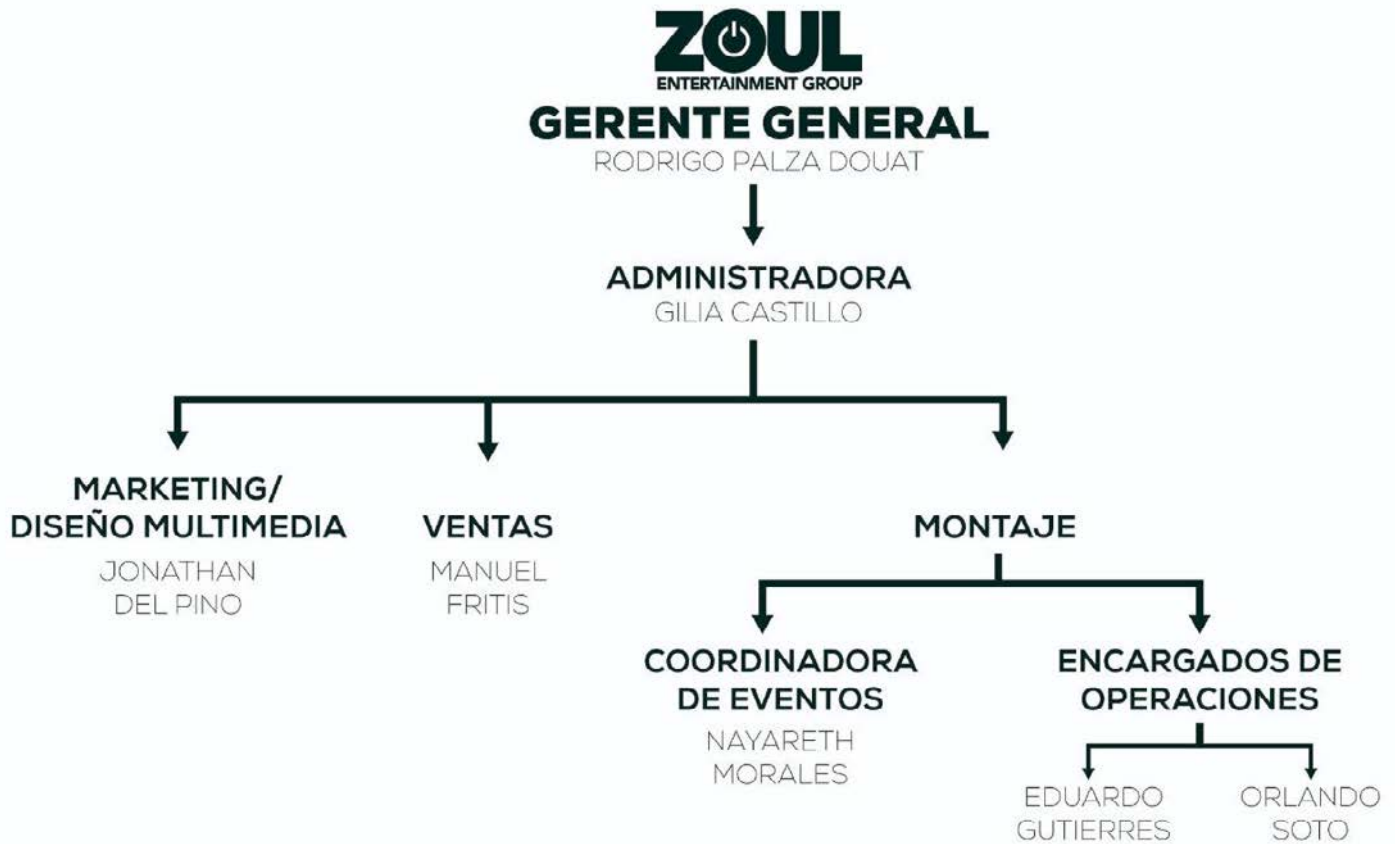 ZOUL
ENTERTAINMENT GROUP
GERENTE GENERAL
RODRIGO PALZA DOUAT
ADMINISTRADORA
GILIA CASTILLO
MARKETING/
DISEÑO MULTIMEDIA
JONATHAN
DEL PINO
VENTAS
MANUEL
FRITIS
MONTAJE
COORDINADORA
DE EVENTOS
NAYARETH
MORALES
ENCARGADOS DE
OPERACIONES
EDUARDO
GUTIERRES
ORLANDO
SOTO